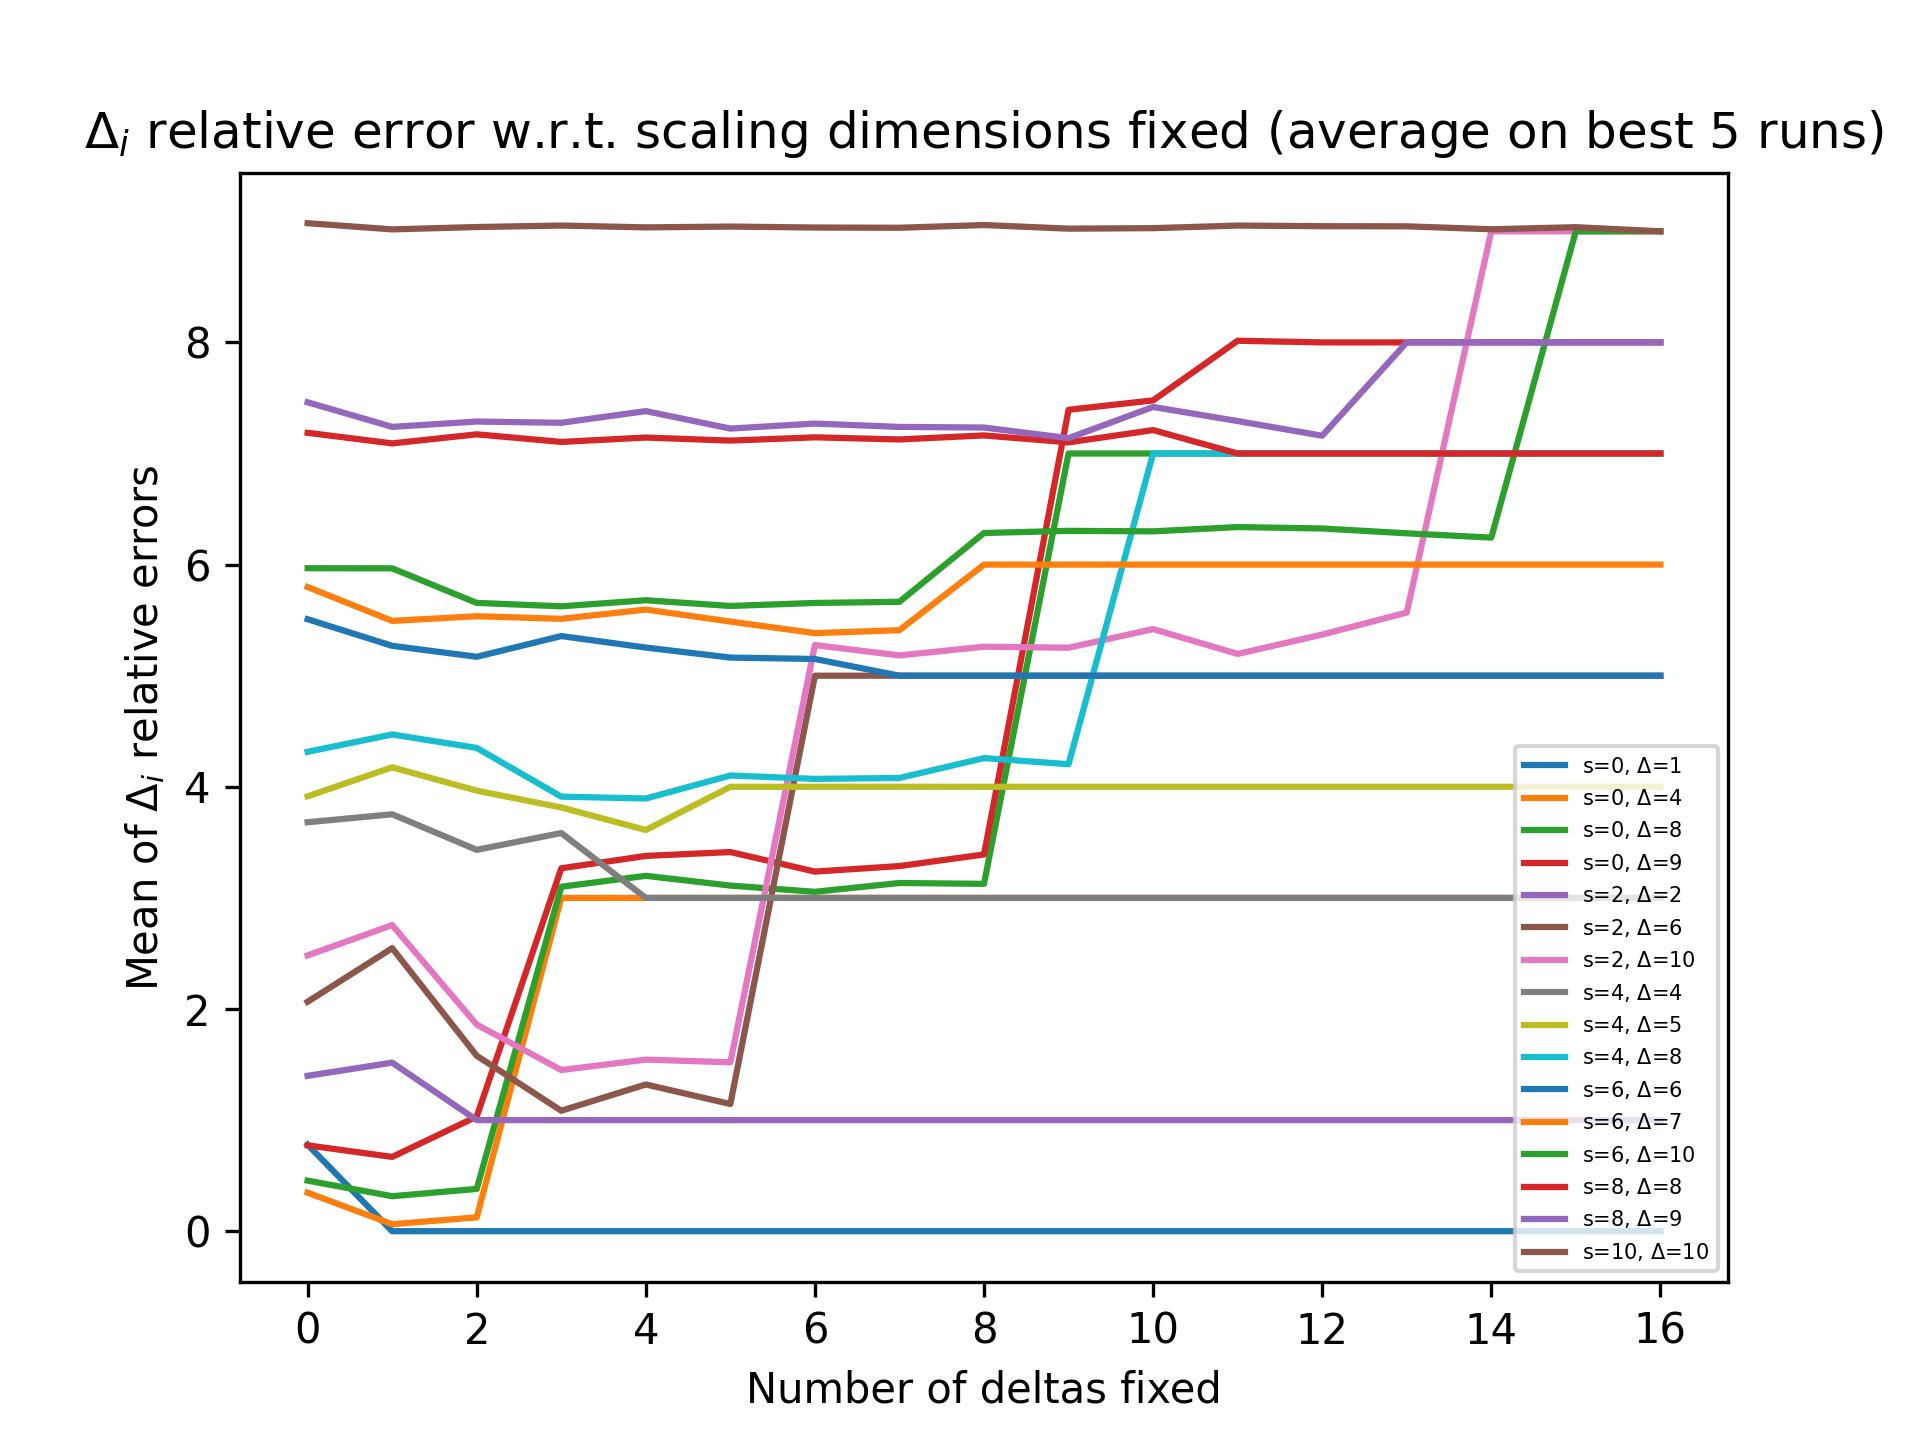 Δi relative error w.r.t. scaling dimensions fixed (average on best 5 runs)
Mean of Δi relative errors
8
6
4
2
0
s=0, Δ=1
s=0, Δ=4
s=0, Δ=8
s=0, Δ=9
s=2, Δ=2
s=2, Δ=6
s=2, Δ=10
s=4, Δ=4
s=4, Δ=5
s=4, Δ=8
s=6, Δ=6
s=6, Δ=7
s=6, Δ=10
s=8, Δ=8
s=8, Δ=9
s=10, Δ=10
0 2 4 6 8 10 12 14 16
Number of deltas fixed